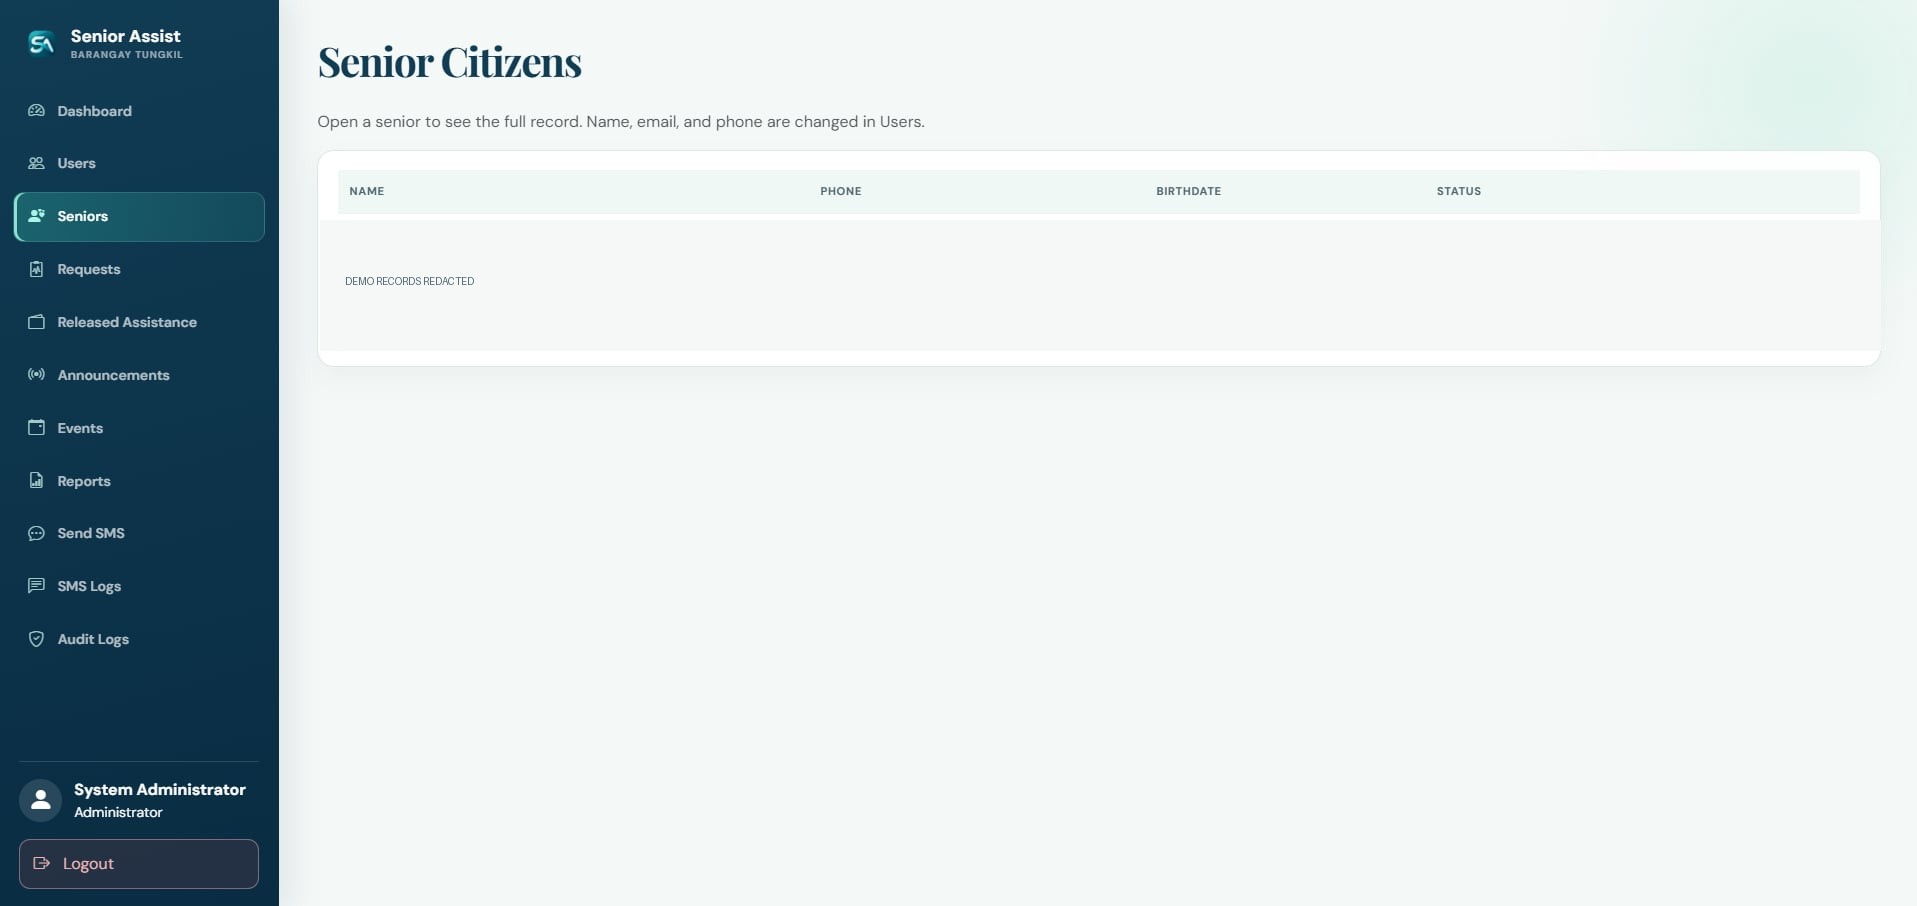 Senior Assist
BARANGAY TUNGKIL
Dashboard
Users
Seniors
Requests
Released Assistance
Announcements
Events
Reports
Send SMS
SMS Logs
Audit Logs
System Administrator
Administrator
Logout
Senior Citizens
Open a senior to see the full record. Name, email, and phone are changed in Users.
NAME PHONE BIRTHDATE STATUS
DEMO RECORDS REDACTED